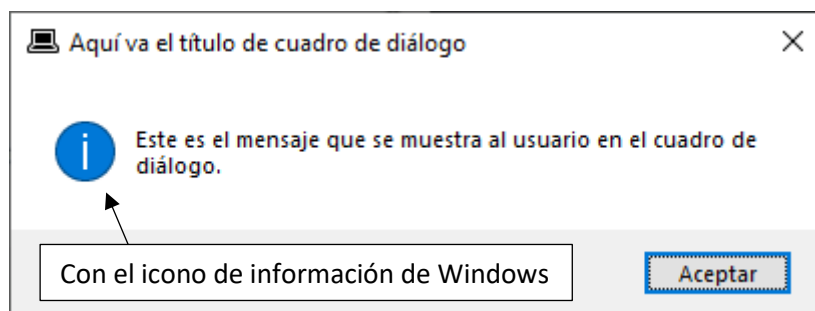 Aquí va el título de cuadro de diálogo
Este es el mensaje que se muestra al usuario en el cuadro de
diálogo.
Con el icono de información de Windows
Aceptar